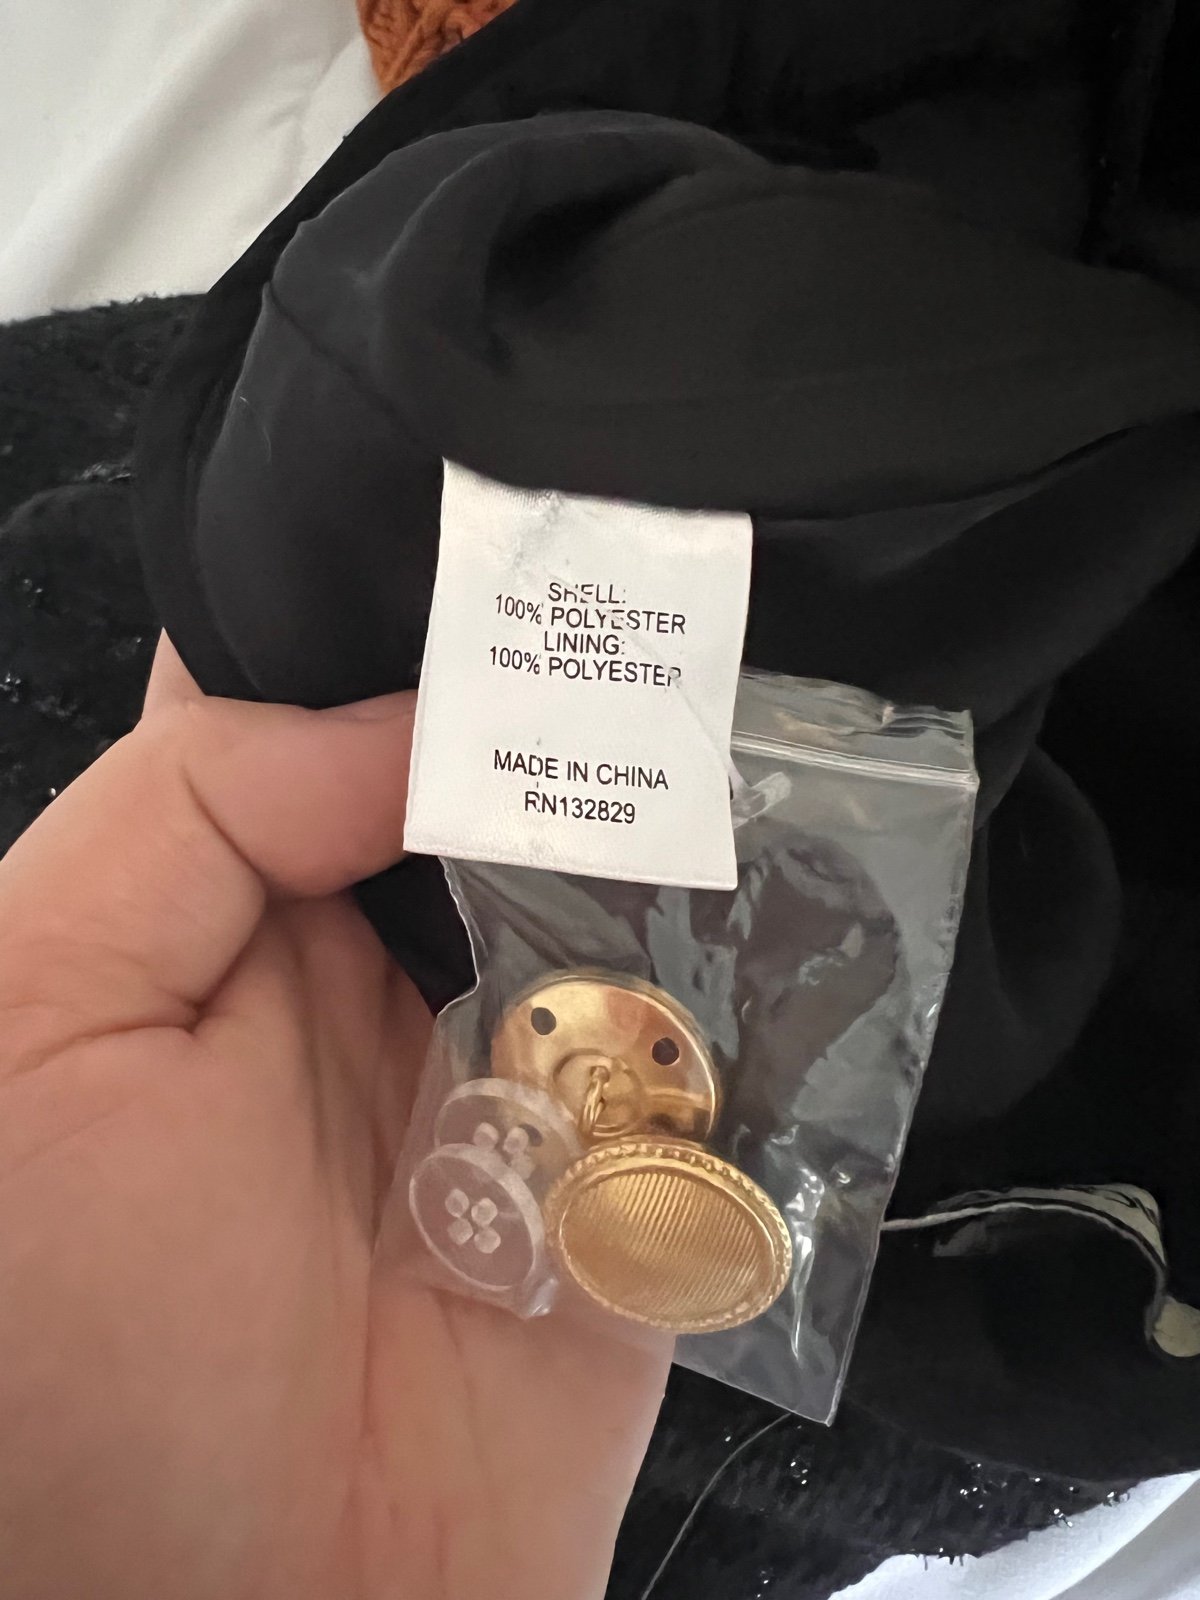 SHELL:
100% POLYESTER
LINING:
100% POLYESTER
MADE IN CHINA
RN132829